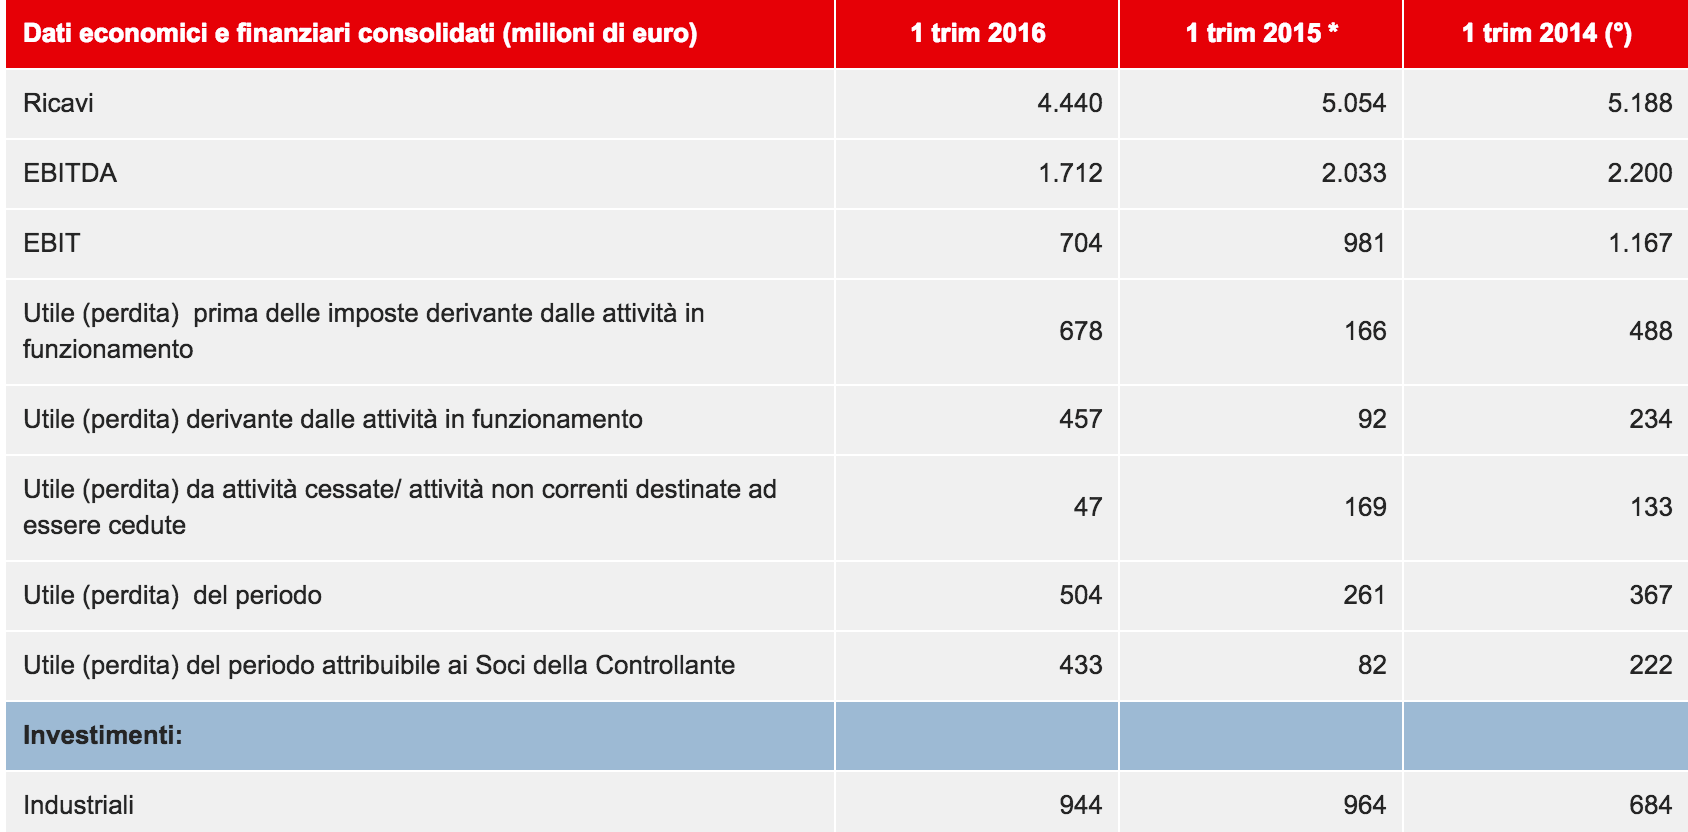 Dati economici e finanziari consolidati (milioni di euro) 1 trim 2016 1 trim 2015 * 1 trim 2014 (°)
Ricavi 4.440 5.054 5.188
EBITDA 1.712 2.033 2.200
EBIT 704 981 1.167
Utile (perdita)  prima delle imposte derivante dalle attività in
funzionamento 678 166 488
Utile (perdita) derivante dalle attività in funzionamento 457 92 234
Utile (perdita) da attività cessate/ attività non correnti destinate ad
essere cedute 47 169 133
Utile (perdita)  del periodo 504 261 367
Utile (perdita) del periodo attribuibile ai Soci della Controllante 433 82 222
Investimenti:
Industriali 944 964 684